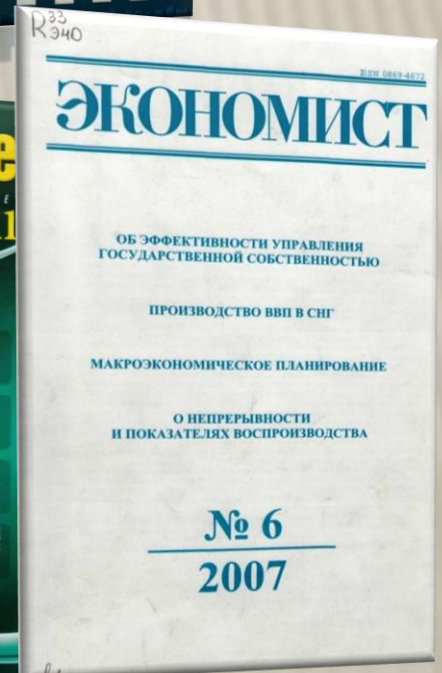 R 33
Э40
ISSN 0869-4672
ЭКОНОМИСТ
ОБ ЭФФЕКТИВНОСТИ УПРАВЛЕНИЯ
ГОСУДАРСТВЕННОЙ СОБСТВЕННОСТЬЮ
ПРОИЗВОДСТВО ВВП В СНГ
МАКРОЭКОНОМИЧЕСКОЕ ПЛАНИРОВАНИЕ
О НЕПРЕРЫВНОСТИ
И ПОКАЗАТЕЛЯХ ВОСПРОИЗВОДСТВА
№ 6
2007